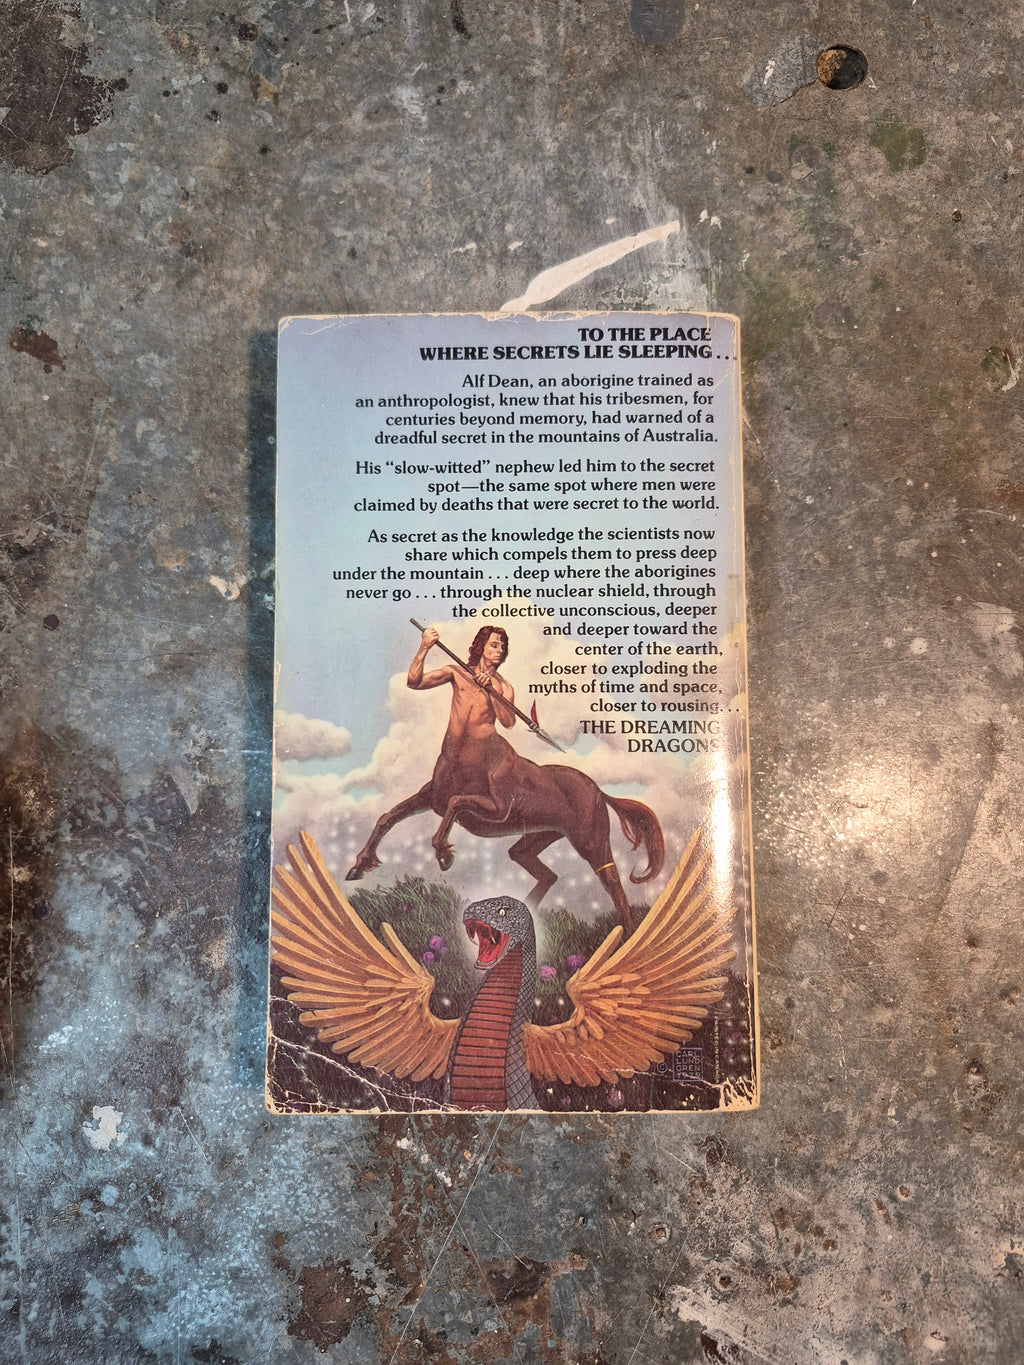 TO THE PLACE
WHERE SECRETS LIE SLEEPING...
Alf Dean, an aborigine trained as
an anthropologist, knew that his tribesmen, for
centuries beyond memory, had warned of a
dreadful secret in the mountains of Australia.
His “slow-witted” nephew led him to the secret
spot—the same spot where men were
claimed by deaths that were secret to the world.
As secret as the knowledge the scientists now
share which compels them to press deep
under the mountain ... deep where the aborigines
never go ... through the nuclear shield, through
the collective unconscious, deeper
and deeper toward the
center of the earth,
closer to exploding the
myths of time and space,
closer to rousing...
THE DREAMING
DRAGONS
© CARL
LUND
GREN